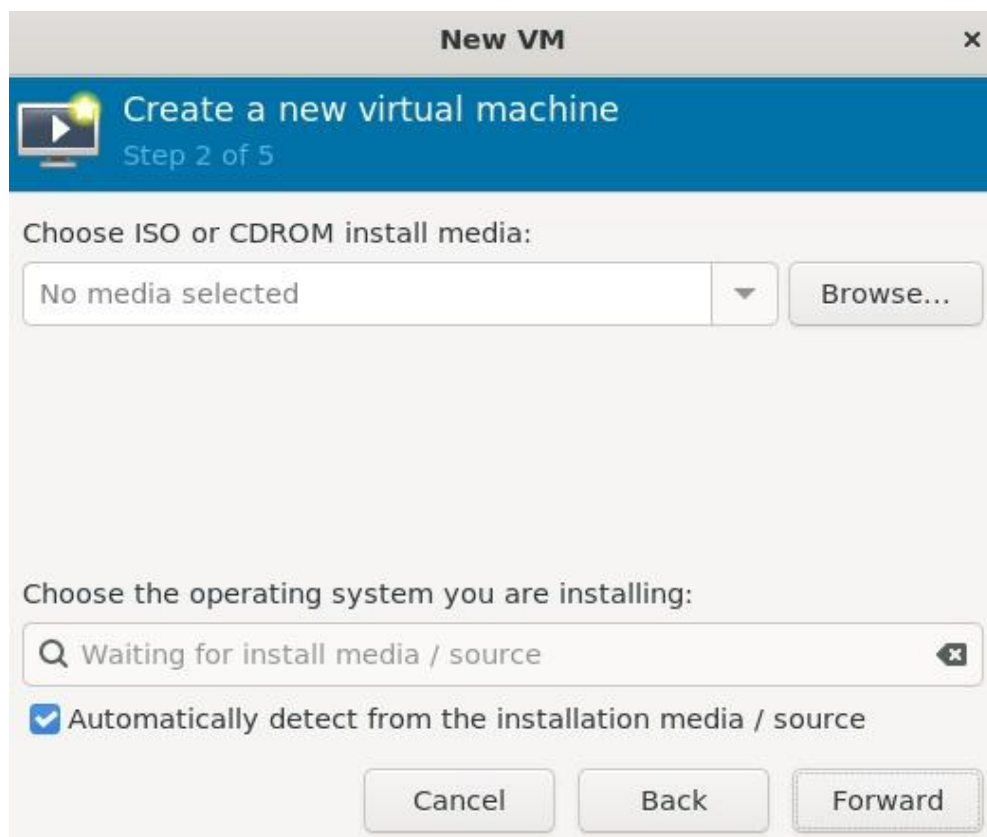 New VM
Create a new virtual machine
Step 2 of 5
Choose ISO or CDROM install media:
No media selected
Browse...
Choose the operating system you are installing:
Waiting for install media / source
Automatically detect from the installation media / source
Cancel
Back
Forward